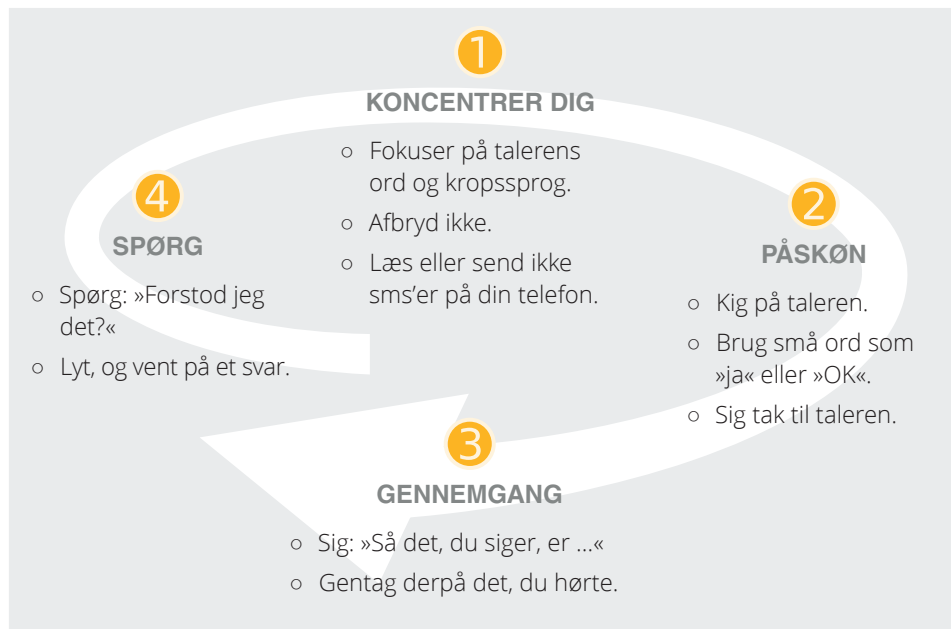 1
KONCENTRER DIG
○ Fokuser på talerens
ord og kropssprog.
○ Afbryd ikke.
○ Læs eller send ikke
sms'er på din telefon.
2
PÅSKØN
○ Kig på taleren.
○ Brug små ord som
»ja« eller »OK«.
○ Sig tak til taleren.
3
GENNEMGANG
○ Sig: »Så det, du siger, er ...«
○ Gentag derpå det, du hørte.
4
SPØRG
○ Spørg: »Forstod jeg
det?«
○ Lyt, og vent på et svar.